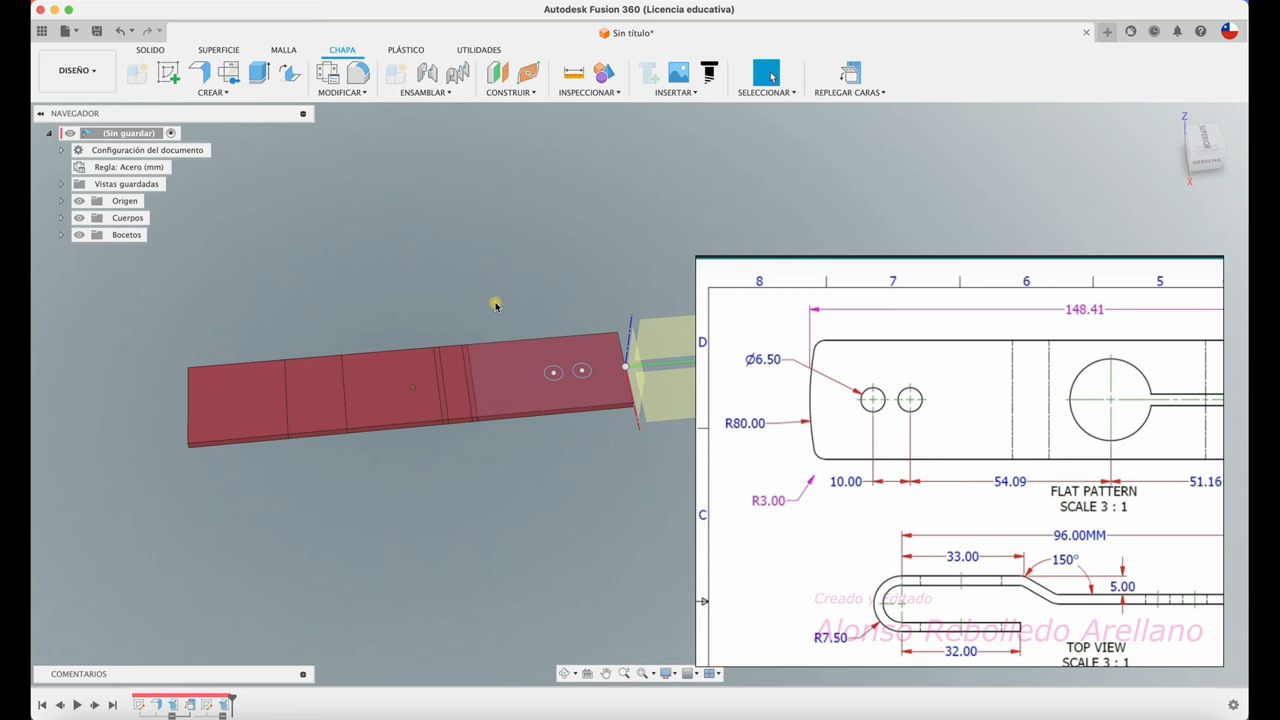 Autodesk Fusion 360 (Licencia educativa)
Sin título*
DISEÑO
SOLIDO
SUPERFICIE
MALLA
CHAPA
PLÁSTICO
UTILIDADES
CREAR
MODIFICAR
ENSAMBLAR
CONSTRUIR
INSPECCIONAR
INSERTAR
SELECCIONAR
REPLEGAR CARAS
NAVEGADOR
(Sin guardar)
Configuración del documento
Regla: Acero (mm)
Vistas guardadas
Origen
Cuerpos
Bocetos
Z
SUPERIOR
DERECHA
X
8
7
6
5
148.41
D
Ø6.50
R80.00
R3.00
10.00
54.09
51.16
FLAT PATTERN
SCALE 3 : 1
C
96.00MM
33.00
150°
5.00
Creado y Editado
Alonso Rebolledo Arellano
R7.50
32.00
TOP VIEW
SCALE 3 : 1
COMENTARIOS